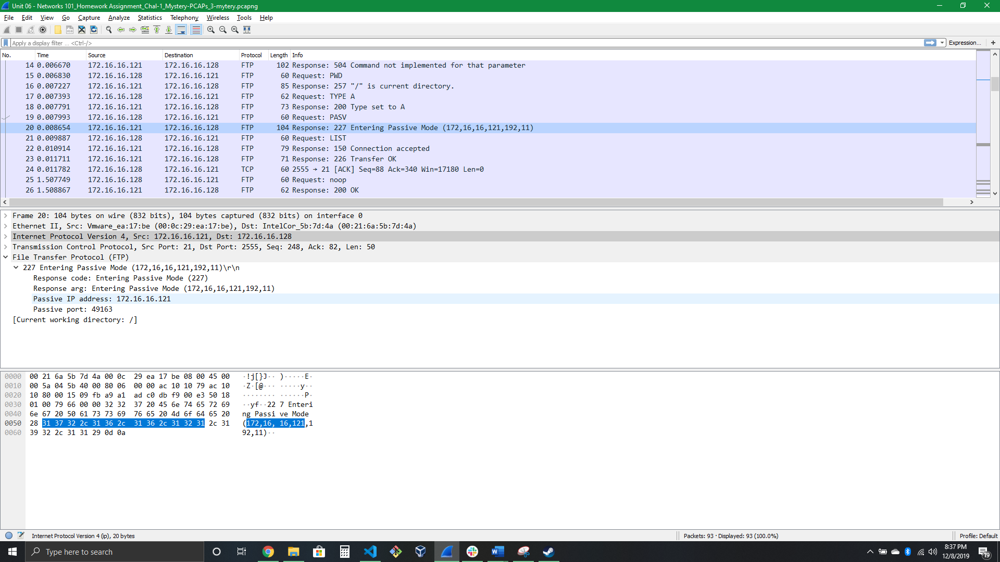 Unit 06 - Networks 101_Homework Assignment_Chal-1_Mystery-PCAPs_3-mytery.pcapng
File Edit View Go Capture Analyze Statistics Telephony Wireless Tools Help
Apply a display filter ... <Ctrl-/>
Expression...
+
No. Time Source Destination Protocol Length Info
14 0.006670 172.16.16.121 172.16.16.128 FTP 102 Response: 504 Command not implemented for that parameter
15 0.006830 172.16.16.128 172.16.16.121 FTP 60 Request: PWD
16 0.007227 172.16.16.121 172.16.16.128 FTP 85 Response: 257 "/" is current directory.
17 0.007393 172.16.16.128 172.16.16.121 FTP 62 Request: TYPE A
18 0.007791 172.16.16.121 172.16.16.128 FTP 73 Response: 200 Type set to A
19 0.007993 172.16.16.128 172.16.16.121 FTP 60 Request: PASV
20 0.008654 172.16.16.121 172.16.16.128 FTP 104 Response: 227 Entering Passive Mode (172,16,16,121,192,11)
21 0.009887 172.16.16.128 172.16.16.121 FTP 60 Request: LIST
22 0.010914 172.16.16.121 172.16.16.128 FTP 79 Response: 150 Connection accepted
23 0.011711 172.16.16.121 172.16.16.128 FTP 71 Response: 226 Transfer OK
24 0.011782 172.16.16.128 172.16.16.121 TCP 60 2555 → 21 [ACK] Seq=88 Ack=340 Win=17180 Len=0
25 1.507749 172.16.16.128 172.16.16.121 FTP 60 Request: noop
26 1.508867 172.16.16.121 172.16.16.128 FTP 62 Response: 200 OK
Frame 20: 104 bytes on wire (832 bits), 104 bytes captured (832 bits) on interface 0
Ethernet II, Src: Vmware_ea:17:be (00:0c:29:ea:17:be), Dst: IntelCor_5b:7d:4a (00:21:6a:5b:7d:4a)
Internet Protocol Version 4, Src: 172.16.16.121, Dst: 172.16.16.128
Transmission Control Protocol, Src Port: 21, Dst Port: 2555, Seq: 248, Ack: 82, Len: 50
File Transfer Protocol (FTP)
227 Entering Passive Mode (172,16,16,121,192,11)\r\n
Response code: Entering Passive Mode (227)
Response arg: Entering Passive Mode (172,16,16,121,192,11)
Passive IP address: 172.16.16.121
Passive port: 49163
[Current working directory: /]
0000 00 21 6a 5b 7d 4a 00 0c 29 ea 17 be 08 00 45 00 ·!j[}J·· )·····E·
0010 00 5a 04 5b 40 00 80 06 00 00 ac 10 10 79 ac 10 ·Z·[@··· ·····y··
0020 10 80 00 15 09 fb a9 a1 ad c0 db f9 00 e3 50 18 ········ ······P·
0030 01 00 79 66 00 00 32 32 37 20 45 6e 74 65 72 69 ··yf··22 7 Enteri
0040 6e 67 20 50 61 73 73 69 76 65 20 4d 6f 64 65 20 ng Passi ve Mode
0050 28 31 37 32 2c 31 36 2c 31 36 2c 31 32 31 2c 31 (172,16, 16,121,1
0060 39 32 2c 31 31 29 0d 0a 92,11)··
Internet Protocol Version 4 (ip), 20 bytes
Packets: 93 · Displayed: 93 (100.0%)
Profile: Default
Type here to search
8:37 PM
12/8/2019
19